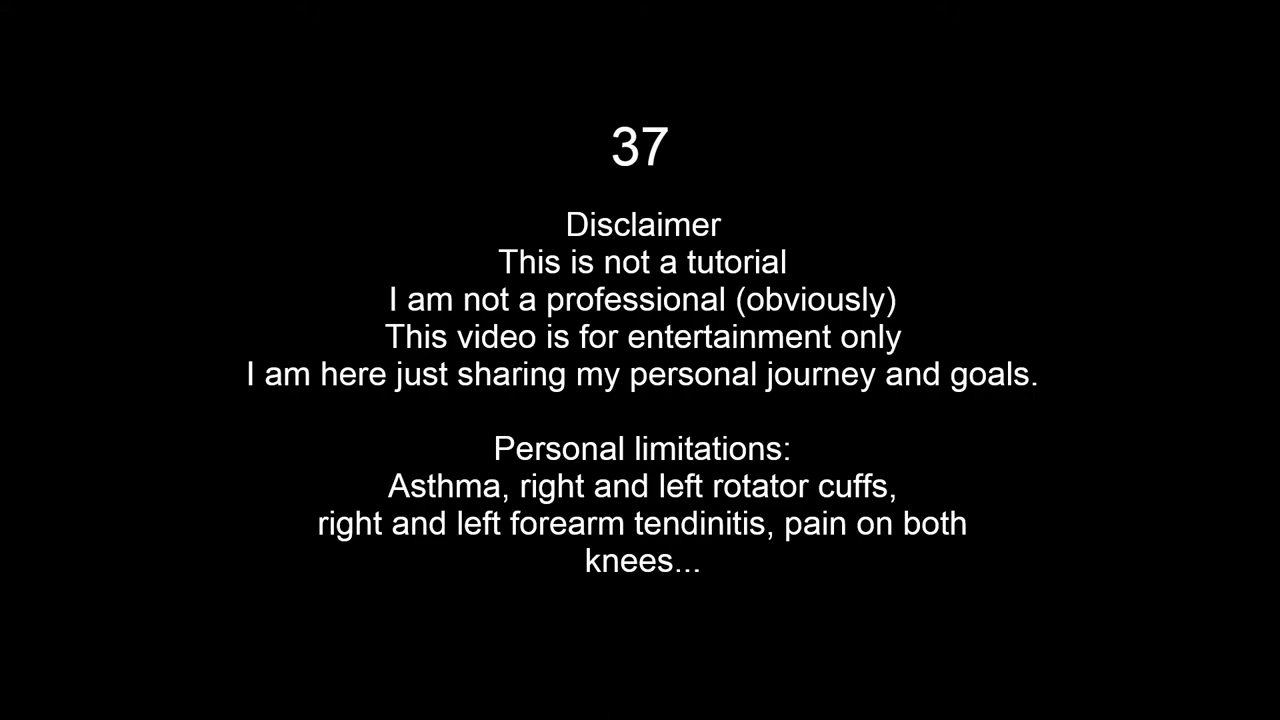 37
Disclaimer
This is not a tutorial
I am not a professional (obviously)
This video is for entertainment only
I am here just sharing my personal journey and goals.
Personal limitations:
Asthma, right and left rotator cuffs,
right and left forearm tendinitis, pain on both
knees...